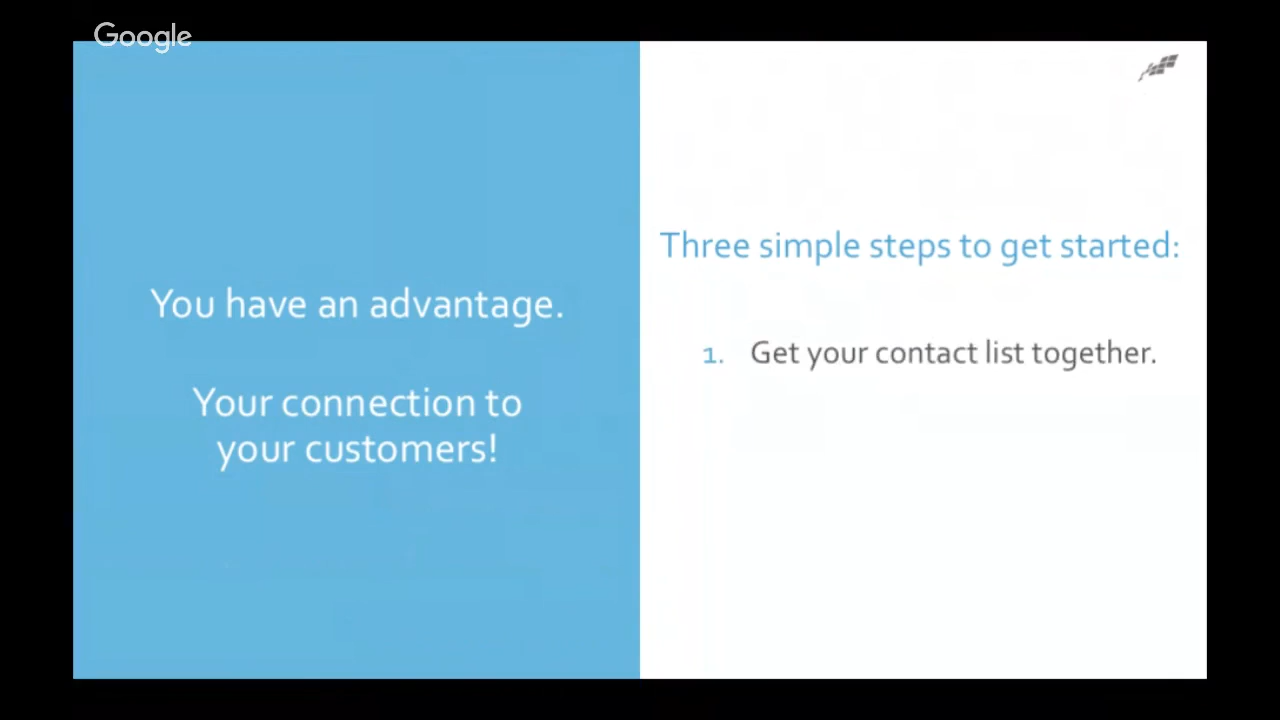 Google
You have an advantage.
Your connection to
your customers!
Three simple steps to get started:
1. Get your contact list together.